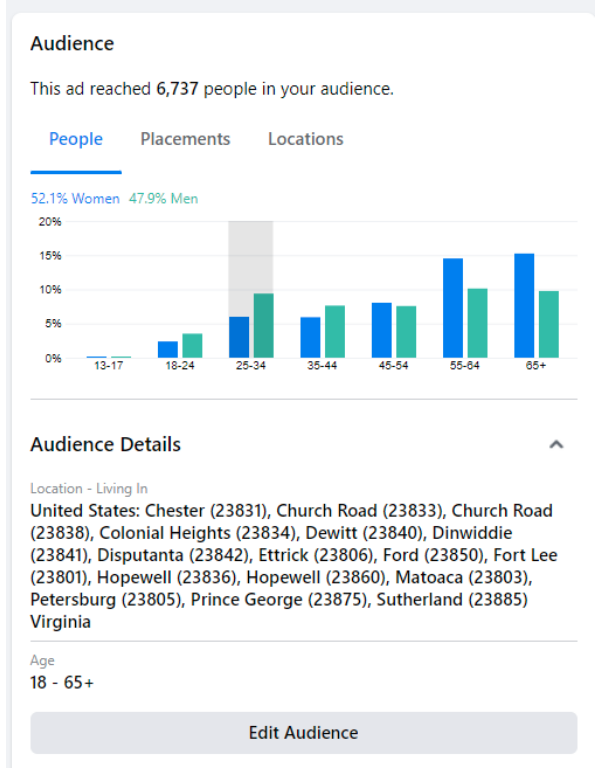 Audience
This ad reached 6,737 people in your audience.
People Placements Locations
52.1% Women 47.9% Men
20%
15%
10%
5%
0%
13-17 18-24 25-34 35-44 45-54 55-64 65+
Audience Details
Location - Living In
United States: Chester (23831), Church Road (23833), Church Road
(23838), Colonial Heights (23834), Dewitt (23840), Dinwiddie
(23841), Disputanta (23842), Ettrick (23806), Ford (23850), Fort Lee
(23801), Hopewell (23836), Hopewell (23860), Matoaca (23803),
Petersburg (23805), Prince George (23875), Sutherland (23885)
Virginia
Age
18 - 65+
Edit Audience